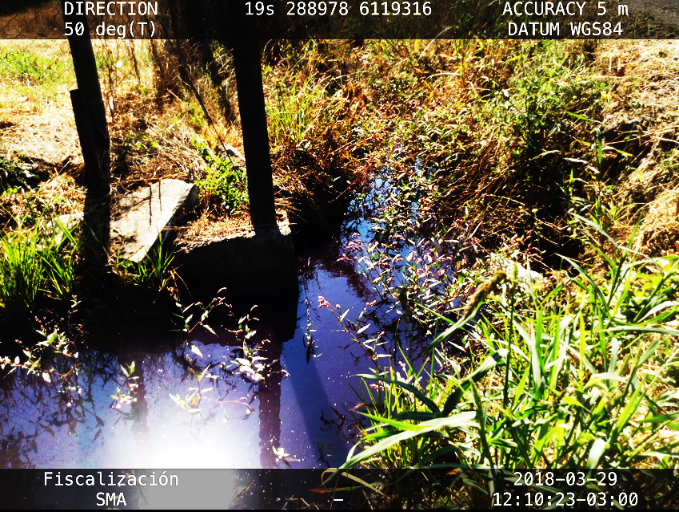 DIRECTION 19s 288978 6119316 ACCURACY 5 m
50 deg(T) DATUM WGS84
Fiscalización 2018-03-29
SMA - 12:10:23-03:00